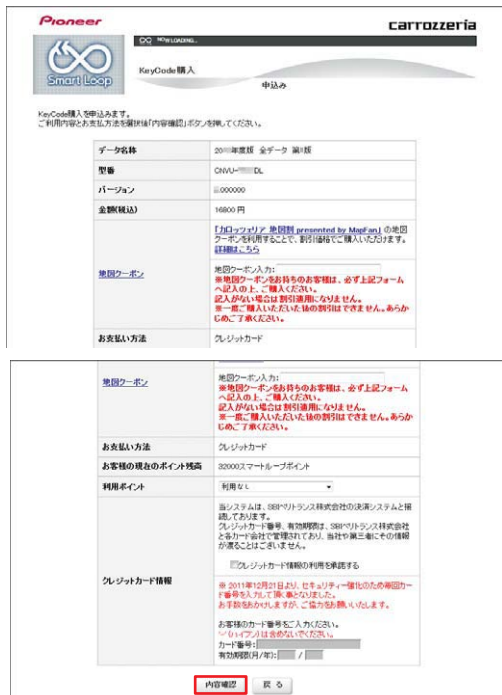 Pioneer
carrozzeria
NOW LOADING..
Smart Loop
KeyCode購入
申込み
KeyCode購入を申込みます。
ご利用内容とお支払方法を選択後「内容確認」ボタンを押してください。
データ名称
20 年度版 全データ 第 版
型番
CNVU- DL
バージョン
.000000
金額(税込)
16800 円
「カロッツェリア 地図割 presented by MapFan」の地図
クーポンを利用することで、割引価格でご購入いただけます。
詳細はこちら
地図クーポン
地図クーポン入力:
※地図クーポンをお持ちのお客様は、必ず上記フォーム
へ記入の上、ご購入ください。
記入がない場合は割引適用になりません。
※一度ご購入いただいた後の割引はできません。あらか
じめご了承ください。
お支払い方法
クレジットカード
地図クーポン
地図クーポン入力:
※地図クーポンをお持ちのお客様は、必ず上記フォーム
へ記入の上、ご購入ください。
記入がない場合は割引適用になりません。
※一度ご購入いただいた後の割引はできません。あらか
じめご了承ください。
お支払い方法
クレジットカード
お客様の現在のポイント残高
32000スマートループポイント
利用ポイント
利用なし
当システムは、SBIベリトランス株式会社の決済システムと接
続しております。
クレジットカード番号、有効期限は、SBIベリトランス株式会社
と各カード会社で管理されており、当社や第三者にその情報
が渡ることはございません。
クレジットカード情報の利用を承諾する
クレジットカード情報
※ 2011年12月21日より、セキュリティー強化のため毎回カー
ド番号を入力して頂く事となりました。
お手数をおかけしますが、ご協力をお願いいたします。
お客様のカード番号をご入力ください。
'-'(ハイフン)は含めないでください。
カード番号:
有効期限(月/年): /
内容確認
戻る